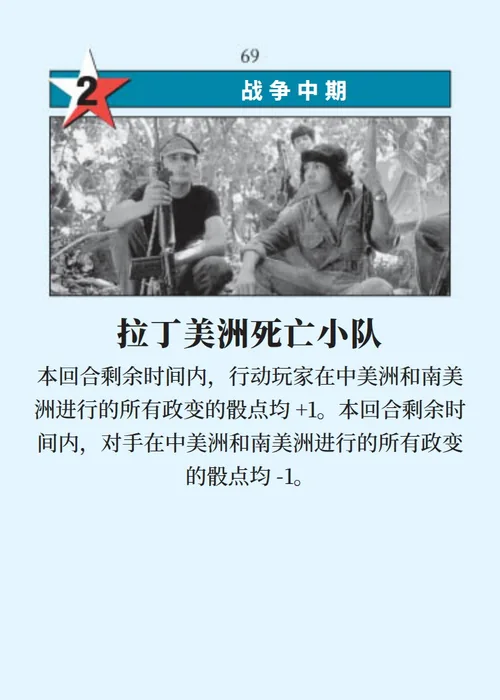 69
2
战争中期
拉丁美洲死亡小队
本回合剩余时间内，行动玩家在中美洲和南美
洲进行的所有政变的骰点均 +1。本回合剩余时
间内，对手在中美洲和南美洲进行的所有政变
的骰点均 -1。